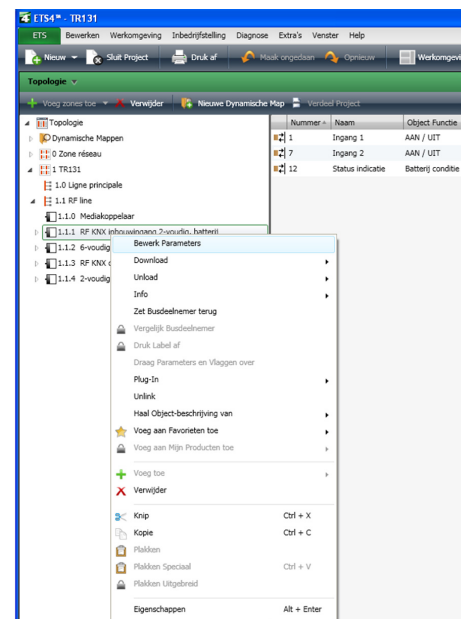 ETS4™ - TR131
ETS Bewerken Werkomgeving Inbedrijfstelling Diagnose Extra's Venster Help
Nieuw Sluit Project Druk af Maak ongedaan Opnieuw Werkomgevi
Topologie
Voeg zones toe Verwijder Nieuwe Dynamische Map Verdeel Project
Topologie
Dynamische Mappen
0 Zone réseau
1 TR131
1.0 Ligne principale
1.1 RF line
1.1.0 Mediakoppelaar
1.1.1 RF KNX inbouwingang 2-voudig, batterij
1.1.2 6-voudig
1.1.3 RF KNX
1.1.4 2-voudig
Nummer Naam Object Functie
1 Ingang 1 AAN / UIT
7 Ingang 2 AAN / UIT
12 Status indicatie Batterij conditie
Bewerk Parameters
Download
Unload
Info
Zet Busdeelnemer terug
Vergelijk Busdeelnemer
Druk Label af
Draag Parameters en Vlaggen over
Plug-In
Unlink
Haal Object-beschrijving van
Voeg aan Favorieten toe
Voeg aan Mijn Producten toe
Voeg toe
Verwijder
Knip Ctrl + X
Kopie Ctrl + C
Plakken
Plakken Speciaal Ctrl + V
Plakken Uitgebreid
Eigenschappen Alt + Enter